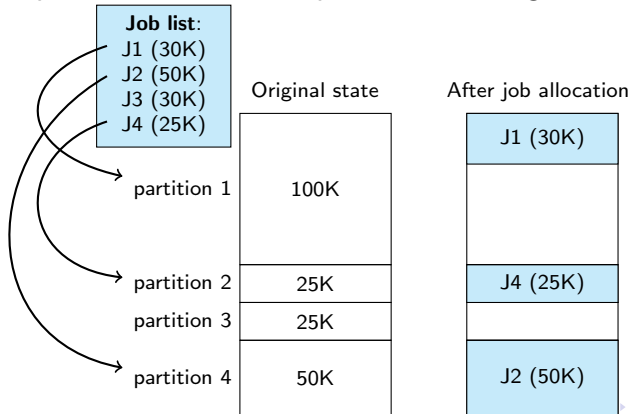 Job list:
J1 (30K)
J2 (50K)
J3 (30K)
J4 (25K)
Original state
After job allocation
partition 1
100K
J1 (30K)
partition 2
25K
J4 (25K)
partition 3
25K
partition 4
50K
J2 (50K)